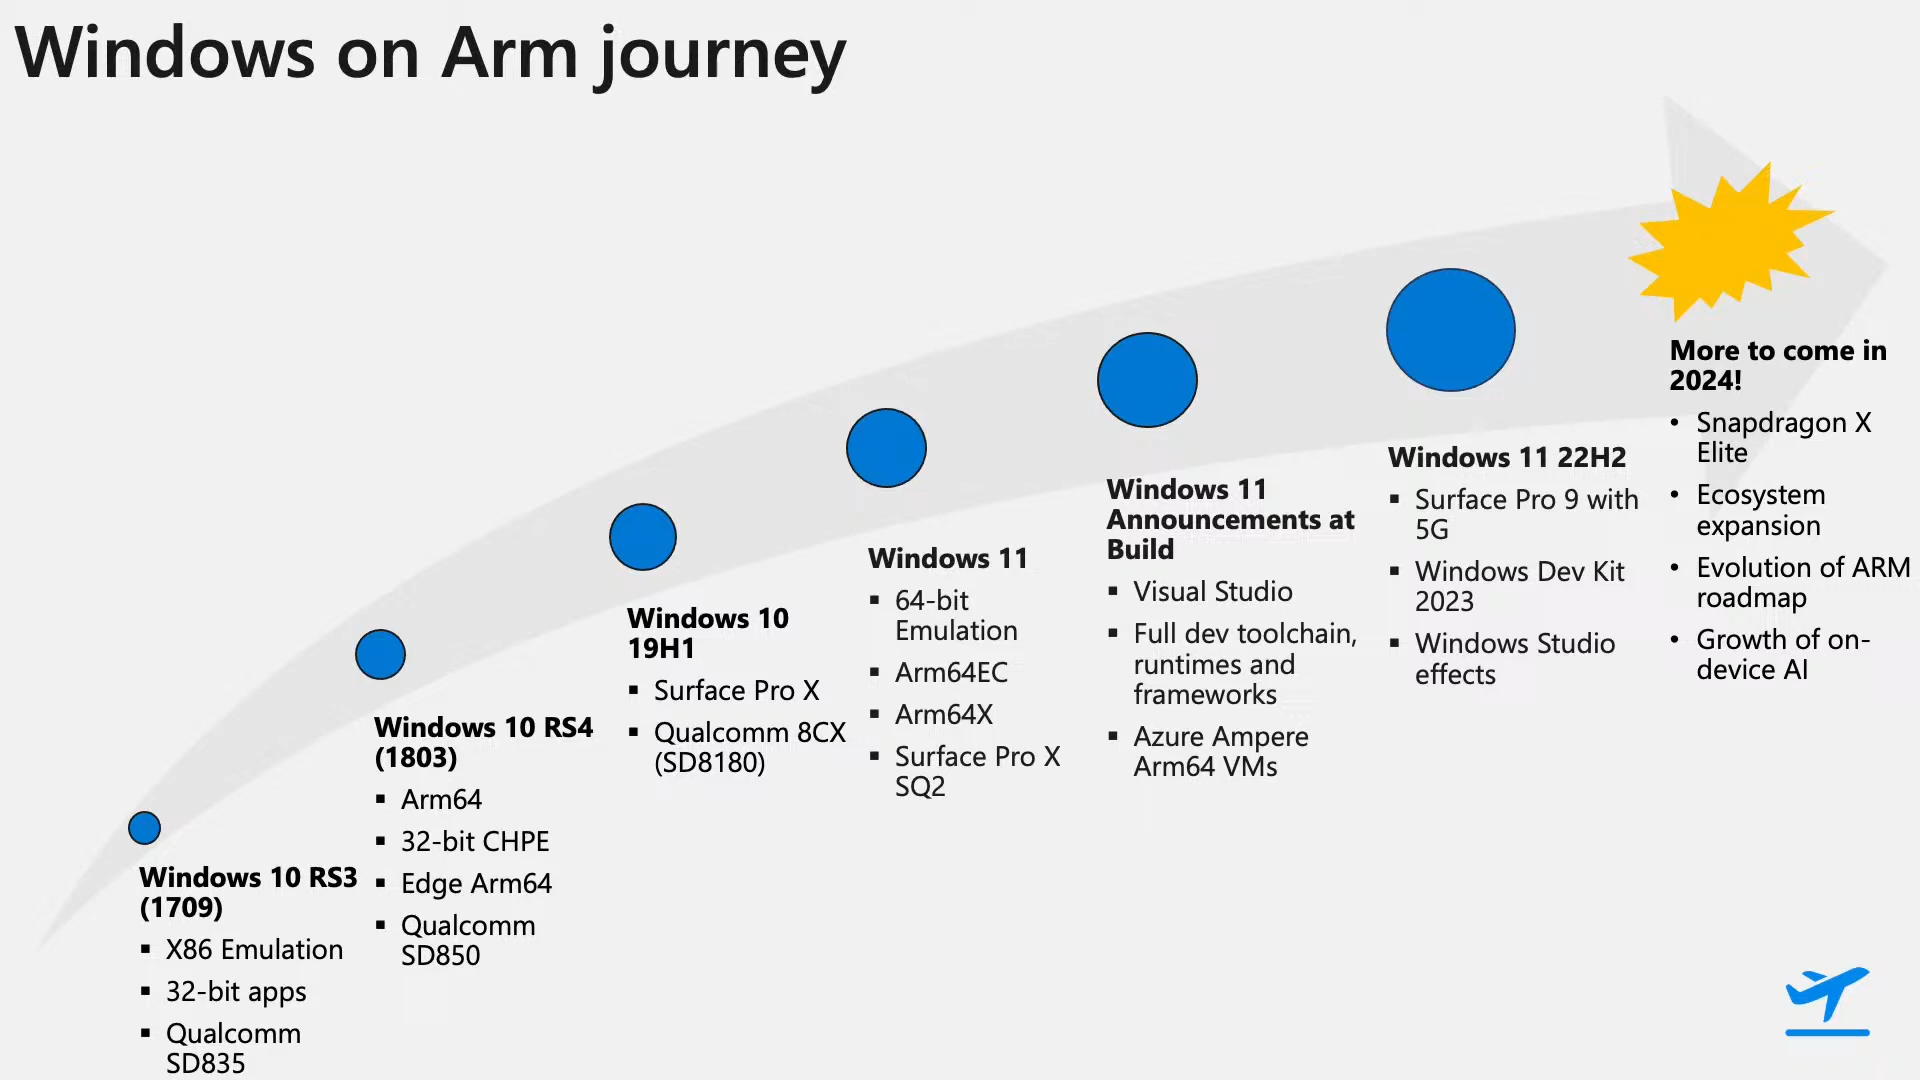 Windows on Arm journey
Windows 10 RS3
(1709)
▪ X86 Emulation
▪ 32-bit apps
▪ Qualcomm
SD835
Windows 10 RS4
(1803)
▪ Arm64
▪ 32-bit CHPE
▪ Edge Arm64
▪ Qualcomm
SD850
Windows 10
19H1
▪ Surface Pro X
▪ Qualcomm 8CX
(SD8180)
Windows 11
▪ 64-bit
Emulation
▪ Arm64EC
▪ Arm64X
▪ Surface Pro X
SQ2
Windows 11
Announcements at
Build
▪ Visual Studio
▪ Full dev toolchain,
runtimes and
frameworks
▪ Azure Ampere
Arm64 VMs
Windows 11 22H2
▪ Surface Pro 9 with
5G
▪ Windows Dev Kit
2023
▪ Windows Studio
effects
More to come in
2024!
• Snapdragon X
Elite
• Ecosystem
expansion
• Evolution of ARM
roadmap
• Growth of on-
device AI